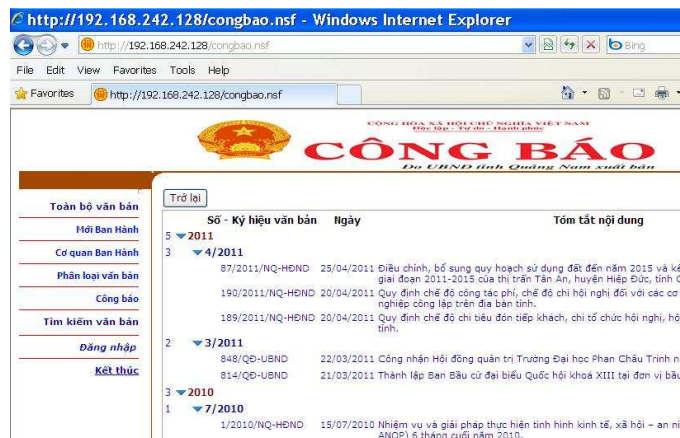 http://192.168.242.128/congbao.nsf - Windows Internet Explorer
http://192.168.242.128/congbao.nsf
Bing
File Edit View Favorites Tools Help
Favorites
http://192.168.242.128/congbao.nsf
CỘNG HÒA XÃ HỘI CHỦ NGHĨA VIỆT NAM
Độc lập - Tự do - Hạnh phúc
CÔNG BÁO
Do UBND tỉnh Quảng Nam xuất bản
Toàn bộ văn bản
Mới Ban Hành
Cơ quan Ban Hành
Phân loại văn bản
Công báo
Tìm kiếm văn bản
Đăng nhập
Kết thúc
Trở lại
Số - Ký hiệu văn bản Ngày Tóm tắt nội dung
5 2011
3 4/2011
87/2011/NQ-HĐND 25/04/2011 Điều chỉnh, bổ sung quy hoạch sử dụng đất đến năm 2015 và kế
giai đoạn 2011-2015 của thị trấn Tân An, huyện Hiệp Đức, tỉnh
190/2011/NQ-HĐND 20/04/2011 Quy định chế độ công tác phí, chế độ chi hội nghị đối với các cơ
nghiệp công lập trên địa bàn tỉnh.
189/2011/NQ-HĐND 20/04/2011 Quy định chế độ chi tiêu đón tiếp khách, chi tổ chức hội nghị, hộ
tỉnh.
2 3/2011
848/QĐ-UBND 22/03/2011 Công nhận Hội đồng quản trị Trường Đại học Phan Châu Trinh n
814/QĐ-UBND 21/03/2011 Thành lập Ban Bầu cử đại biểu Quốc hội khoá XIII tại đơn vị bầu
3 2010
1 7/2010
1/2010/NQ-HĐND 15/07/2010 Nhiệm vụ và giải pháp thực hiện tình hình kinh tế, xã hội - an ni
ANQP) 6 tháng cuối năm 2010.